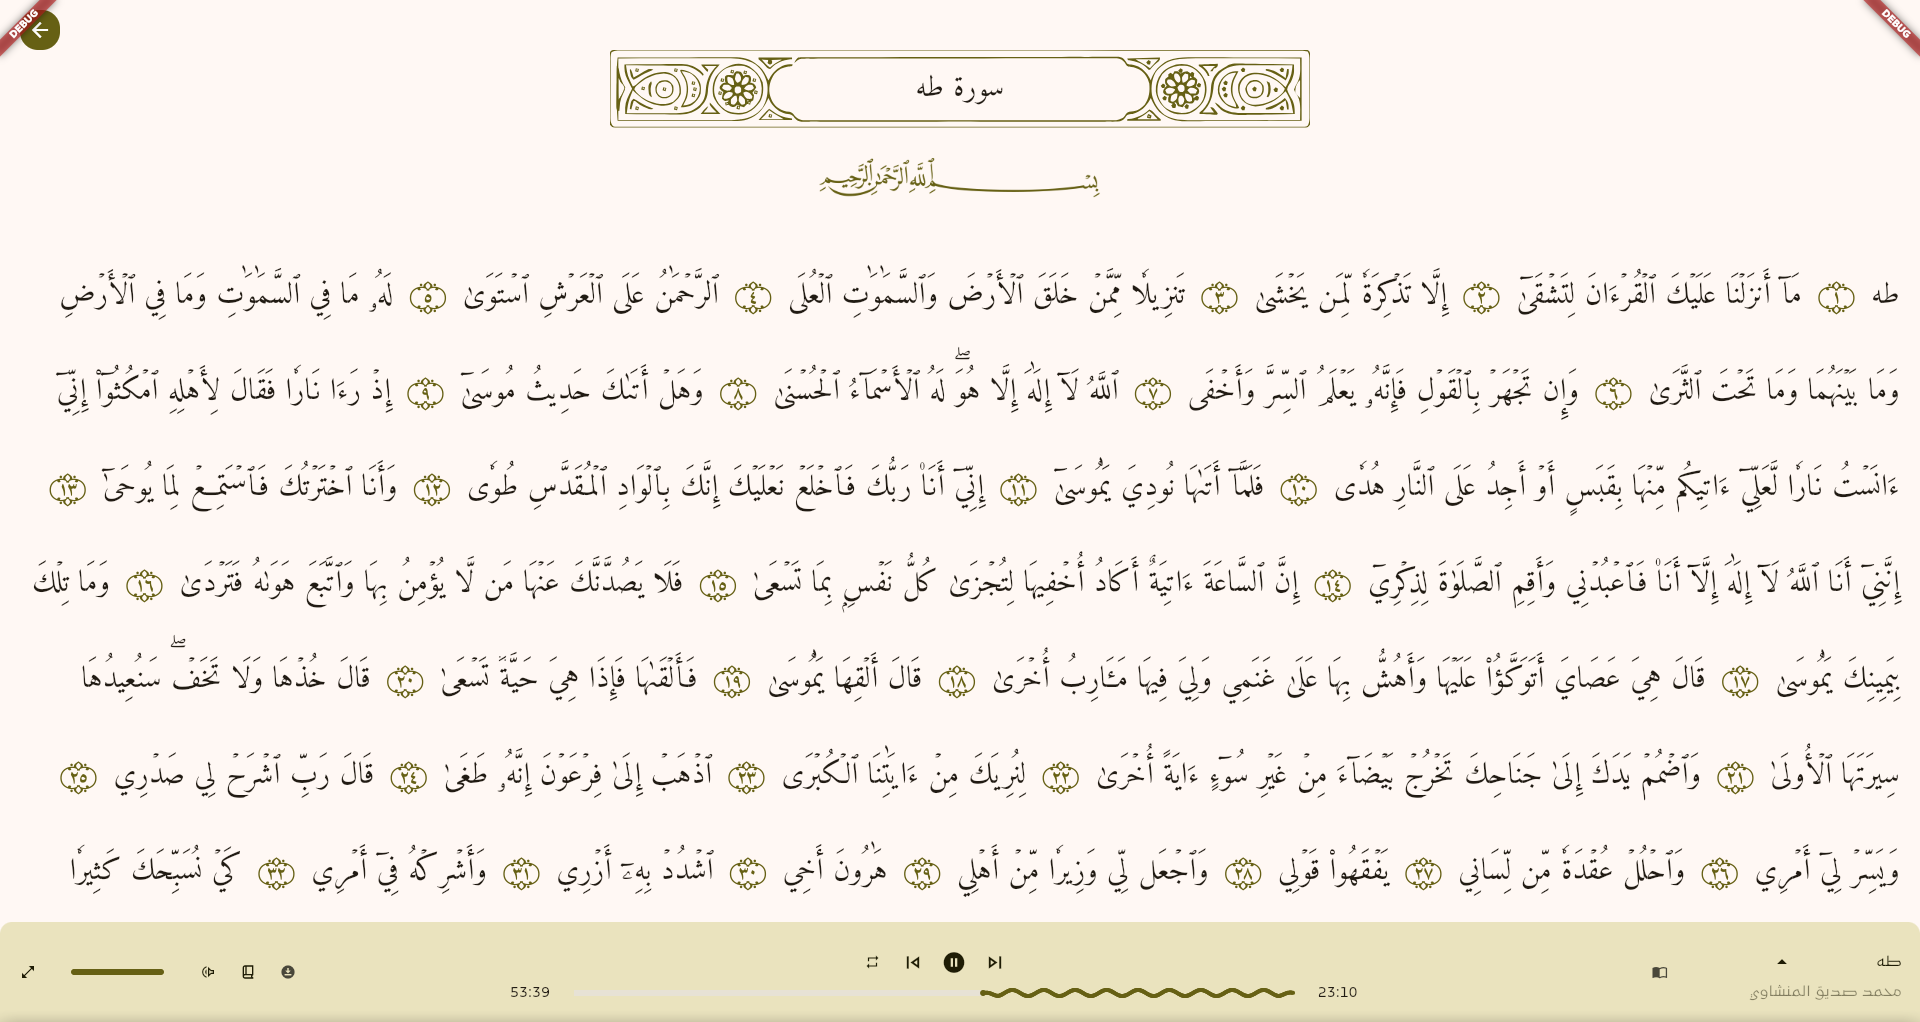 DEBUG
DEBUG
سورة طه
بِسْمِ ٱللَّهِ ٱلرَّحْمَٰنِ ٱلرَّحِيمِ
طه ١ مَآ أَنزَلۡنَا عَلَيۡكَ ٱلۡقُرۡءَانَ لِتَشۡقَىٰٓ ٢ إِلَّا تَذۡكِرَةٗ لِّمَن يَخۡشَىٰ ٣ تَنزِيلٗا مِّمَّنۡ خَلَقَ ٱلۡأَرۡضَ وَٱلسَّمَٰوَٰتِ ٱلۡعُلَى ٤ ٱلرَّحۡمَٰنُ عَلَى ٱلۡعَرۡشِ ٱسۡتَوَىٰ ٥ لَهُۥ مَا فِي ٱلسَّمَٰوَٰتِ وَمَا فِي ٱلۡأَرۡضِ
وَمَا بَيۡنَهُمَا وَمَا تَحۡتَ ٱلثَّرَىٰ ٦ وَإِن تَجۡهَرۡ بِٱلۡقَوۡلِ فَإِنَّهُۥ يَعۡلَمُ ٱلسِّرَّ وَأَخۡفَى ٧ ٱللَّهُ لَآ إِلَٰهَ إِلَّا هُوَۖ لَهُ ٱلۡأَسۡمَآءُ ٱلۡحُسۡنَىٰ ٨ وَهَلۡ أَتَىٰكَ حَدِيثُ مُوسَىٰٓ ٩ إِذۡ رَءَا نَارٗا فَقَالَ لِأَهۡلِهِ ٱمۡكُثُوٓاْ إِنِّيٓ
ءَانَسۡتُ نَارٗا لَّعَلِّيٓ ءَاتِيكُم مِّنۡهَا بِقَبَسٍ أَوۡ أَجِدُ عَلَى ٱلنَّارِ هُدٗى ١٠ فَلَمَّآ أَتَىٰهَا نُودِيَ يَٰمُوسَىٰٓ ١١ إِنِّيٓ أَنَا۠ رَبُّكَ فَٱخۡلَعۡ نَعۡلَيۡكَ إِنَّكَ بِٱلۡوَادِ ٱلۡمُقَدَّسِ طُوٗى ١٢ وَأَنَا ٱخۡتَرۡتُكَ فَٱسۡتَمِعۡ لِمَا يُوحَىٰٓ ١٣
إِنَّنِيٓ أَنَا ٱللَّهُ لَآ إِلَٰهَ إِلَّآ أَنَا۠ فَٱعۡبُدۡنِي وَأَقِمِ ٱلصَّلَوٰةَ لِذِكۡرِيٓ ١٤ إِنَّ ٱلسَّاعَةَ ءَاتِيَةٌ أَكَادُ أُخۡفِيهَا لِتُجۡزَىٰ كُلُّ نَفۡسِۭ بِمَا تَسۡعَىٰ ١٥ فَلَا يَصُدَّنَّكَ عَنۡهَا مَن لَّا يُؤۡمِنُ بِهَا وَٱتَّبَعَ هَوَىٰهُ فَتَرۡدَىٰ ١٦ وَمَا تِلۡكَ
بِيَمِينِكَ يَٰمُوسَىٰ ١٧ قَالَ هِيَ عَصَايَ أَتَوَكَّؤُاْ عَلَيۡهَا وَأَهُشُّ بِهَا عَلَىٰ غَنَمِي وَلِيَ فِيهَا مَـَٔارِبُ أُخۡرَىٰ ١٨ قَالَ أَلۡقِهَا يَٰمُوسَىٰ ١٩ فَأَلۡقَىٰهَا فَإِذَا هِيَ حَيَّةٞ تَسۡعَىٰ ٢٠ قَالَ خُذۡهَا وَلَا تَخَفۡۖ سَنُعِيدُهَا
سِيرَتَهَا ٱلۡأُولَىٰ ٢١ وَٱضۡمُمۡ يَدَكَ إِلَىٰ جَنَاحِكَ تَخۡرُجۡ بَيۡضَآءَ مِنۡ غَيۡرِ سُوٓءٍ ءَايَةً أُخۡرَىٰ ٢٢ لِنُرِيَكَ مِنۡ ءَايَٰتِنَا ٱلۡكُبۡرَى ٢٣ ٱذۡهَبۡ إِلَىٰ فِرۡعَوۡنَ إِنَّهُۥ طَغَىٰ ٢٤ قَالَ رَبِّ ٱشۡرَحۡ لِي صَدۡرِي ٢٥
وَيَسِّرۡ لِيٓ أَمۡرِي ٢٦ وَٱحۡلُلۡ عُقۡدَةٗ مِّن لِّسَانِي ٢٧ يَفۡقَهُواْ قَوۡلِي ٢٨ وَٱجۡعَل لِّي وَزِيرٗا مِّنۡ أَهۡلِي ٢٩ هَٰرُونَ أَخِي ٣٠ ٱشۡدُدۡ بِهِۦٓ أَزۡرِي ٣١ وَأَشۡرِكۡهُ فِيٓ أَمۡرِي ٣٢ كَيۡ نُسَبِّحَكَ كَثِيرٗا
طه
محمد صديق المنشاوي
23:10
53:39